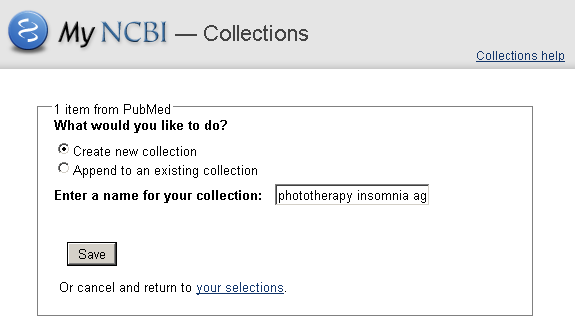 My NCBI — Collections
Collections help
1 item from PubMed
What would you like to do?
Create new collection
Append to an existing collection
Enter a name for your collection: phototherapy insomnia ag
Save
Or cancel and return to your selections.